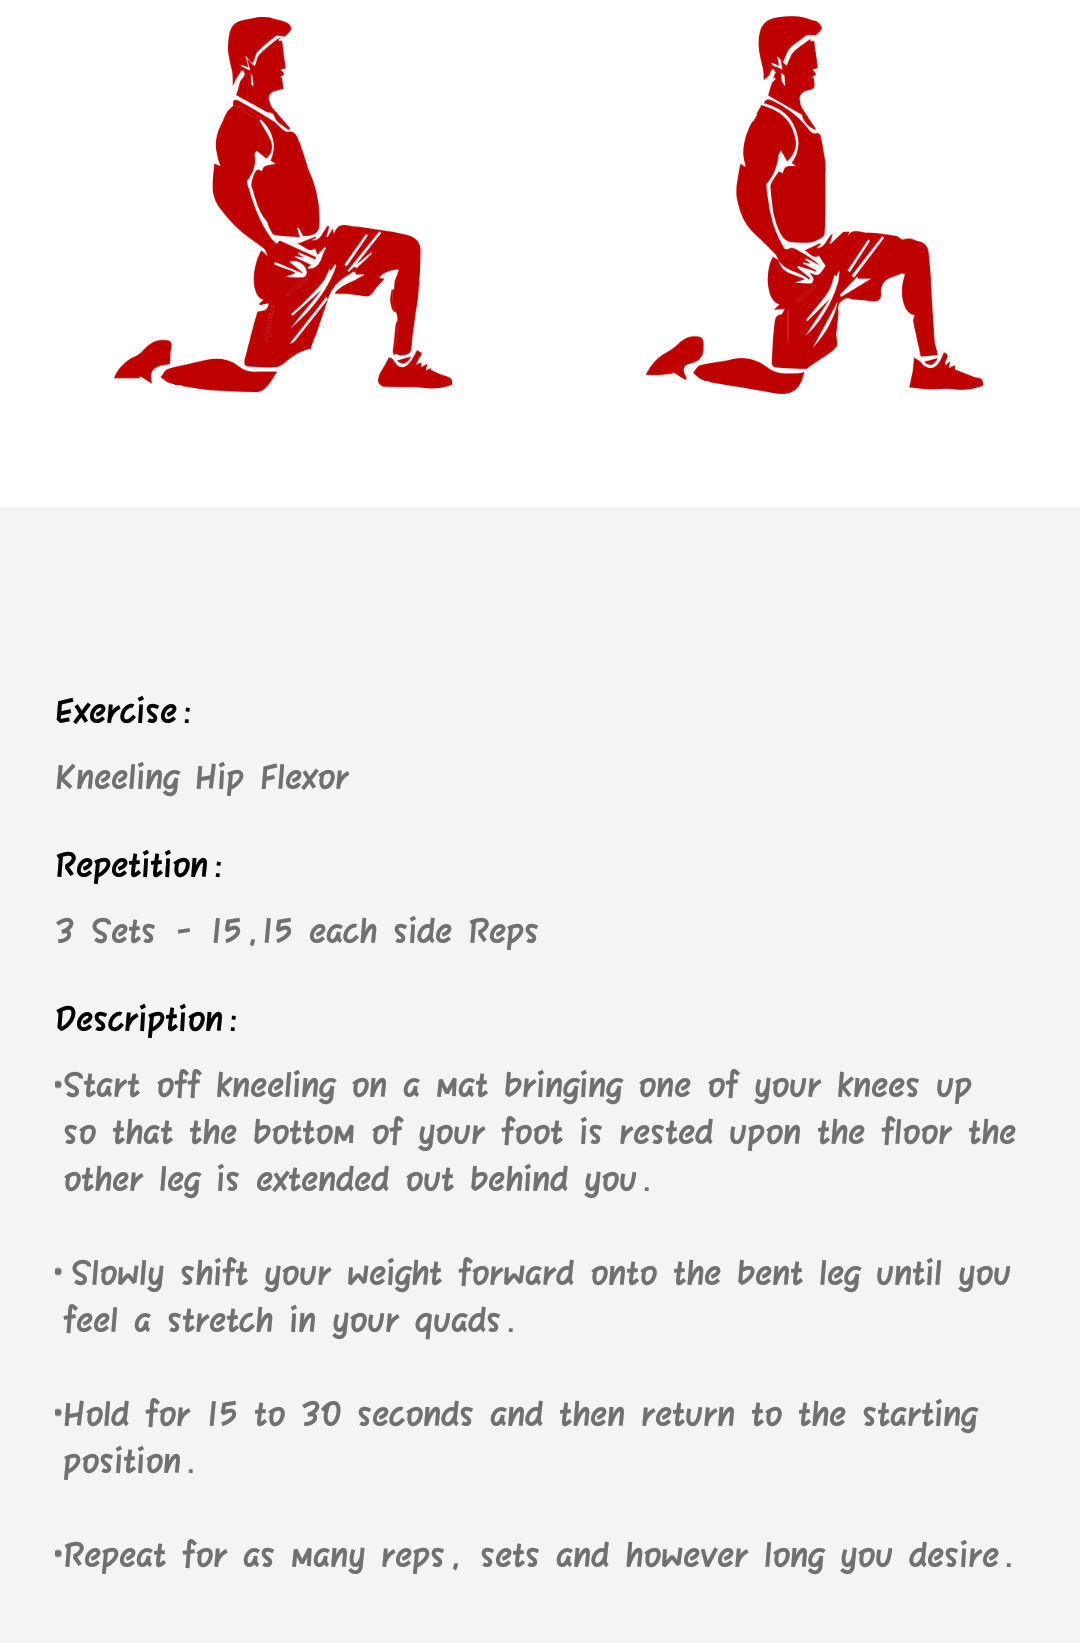 Exercise:
Kneeling Hip Flexor
Repetition:
3 Sets - 15,15 each side Reps
Description:
•Start off kneeling on a mat bringing one of your knees up
so that the bottom of your foot is rested upon the floor the
other leg is extended out behind you.
• Slowly shift your weight forward onto the bent leg until you
feel a stretch in your quads.
•Hold for 15 to 30 seconds and then return to the starting
position.
•Repeat for as many reps, sets and however long you desire.